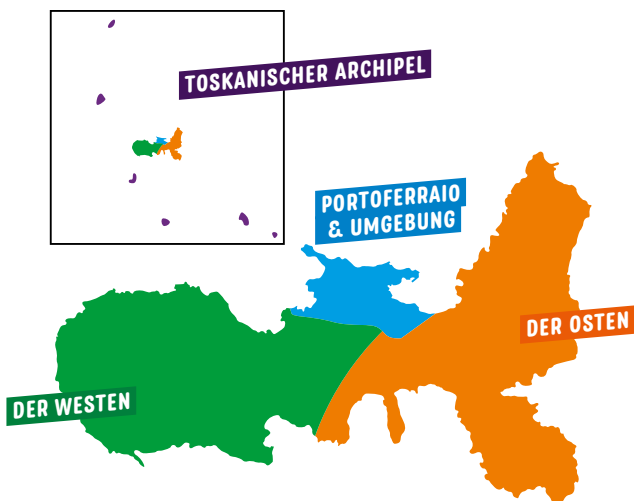 TOSKANISCHER ARCHIPEL
PORTOFERRAIO
& UMGEBUNG
DER OSTEN
DER WESTEN